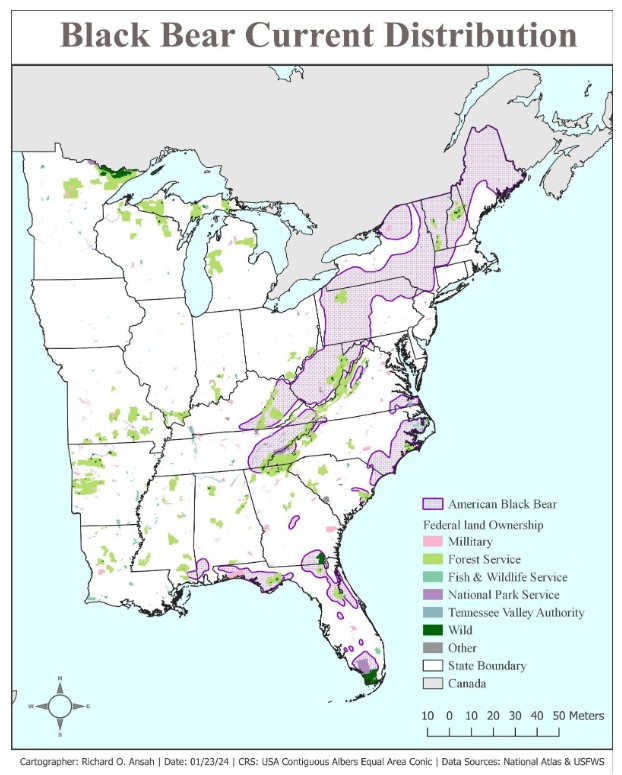 Black Bear Current Distribution
American Black Bear
Federal land Ownership
Millitary
Forest Service
Fish & Wildlife Service
National Park Service
Tennessee Valley Authority
Wild
Other
State Boundary
Canada
N
W E
S
10 0 10 20 30 40 50 Meters
Cartographer: Richard O. Ansah | Date: 01/23/24 | CRS: USA Contiguous Albers Equal Area Conic | Data Sources: National Atlas & USFWS